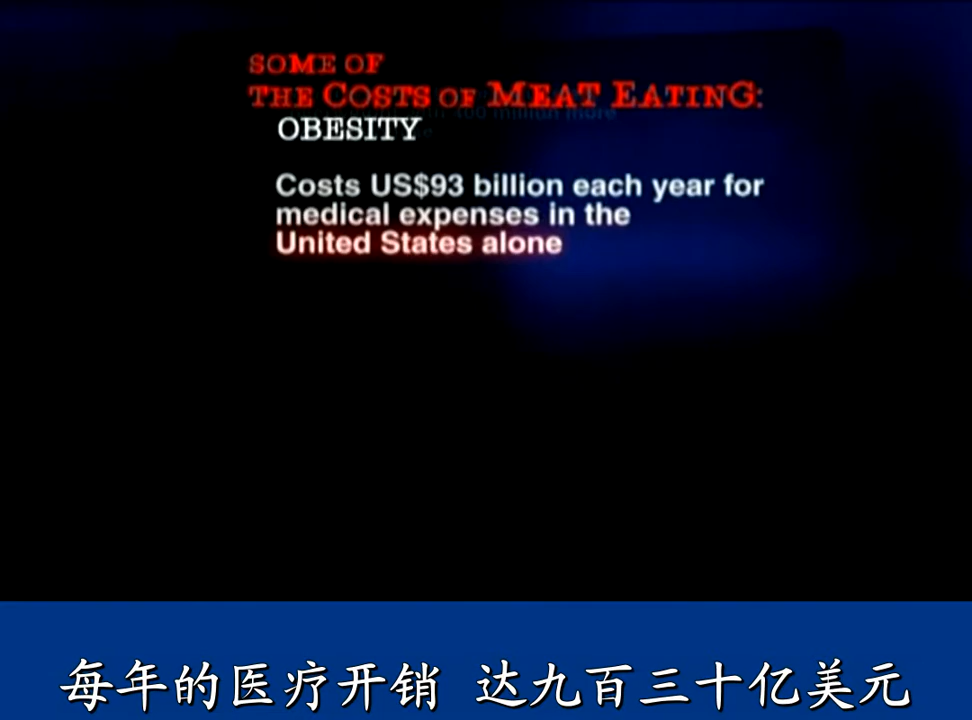 SOME OF
THE COSTS OF MEAT EATING:
OBESITY
Costs US$93 billion each year for
medical expenses in the
United States alone
每年的医疗开销 达九百三十亿美元